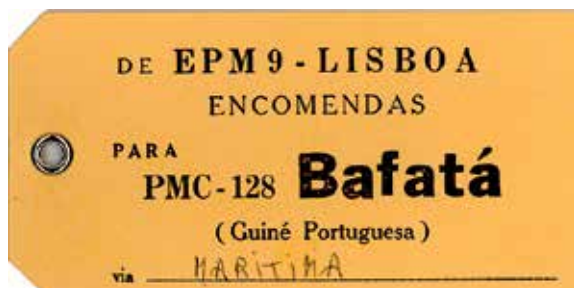 DE EPM 9 - LISBOA
ENCOMENDAS
PARA
PMC-128 Bafatá
(Guiné Portuguesa)
via MARITIMA